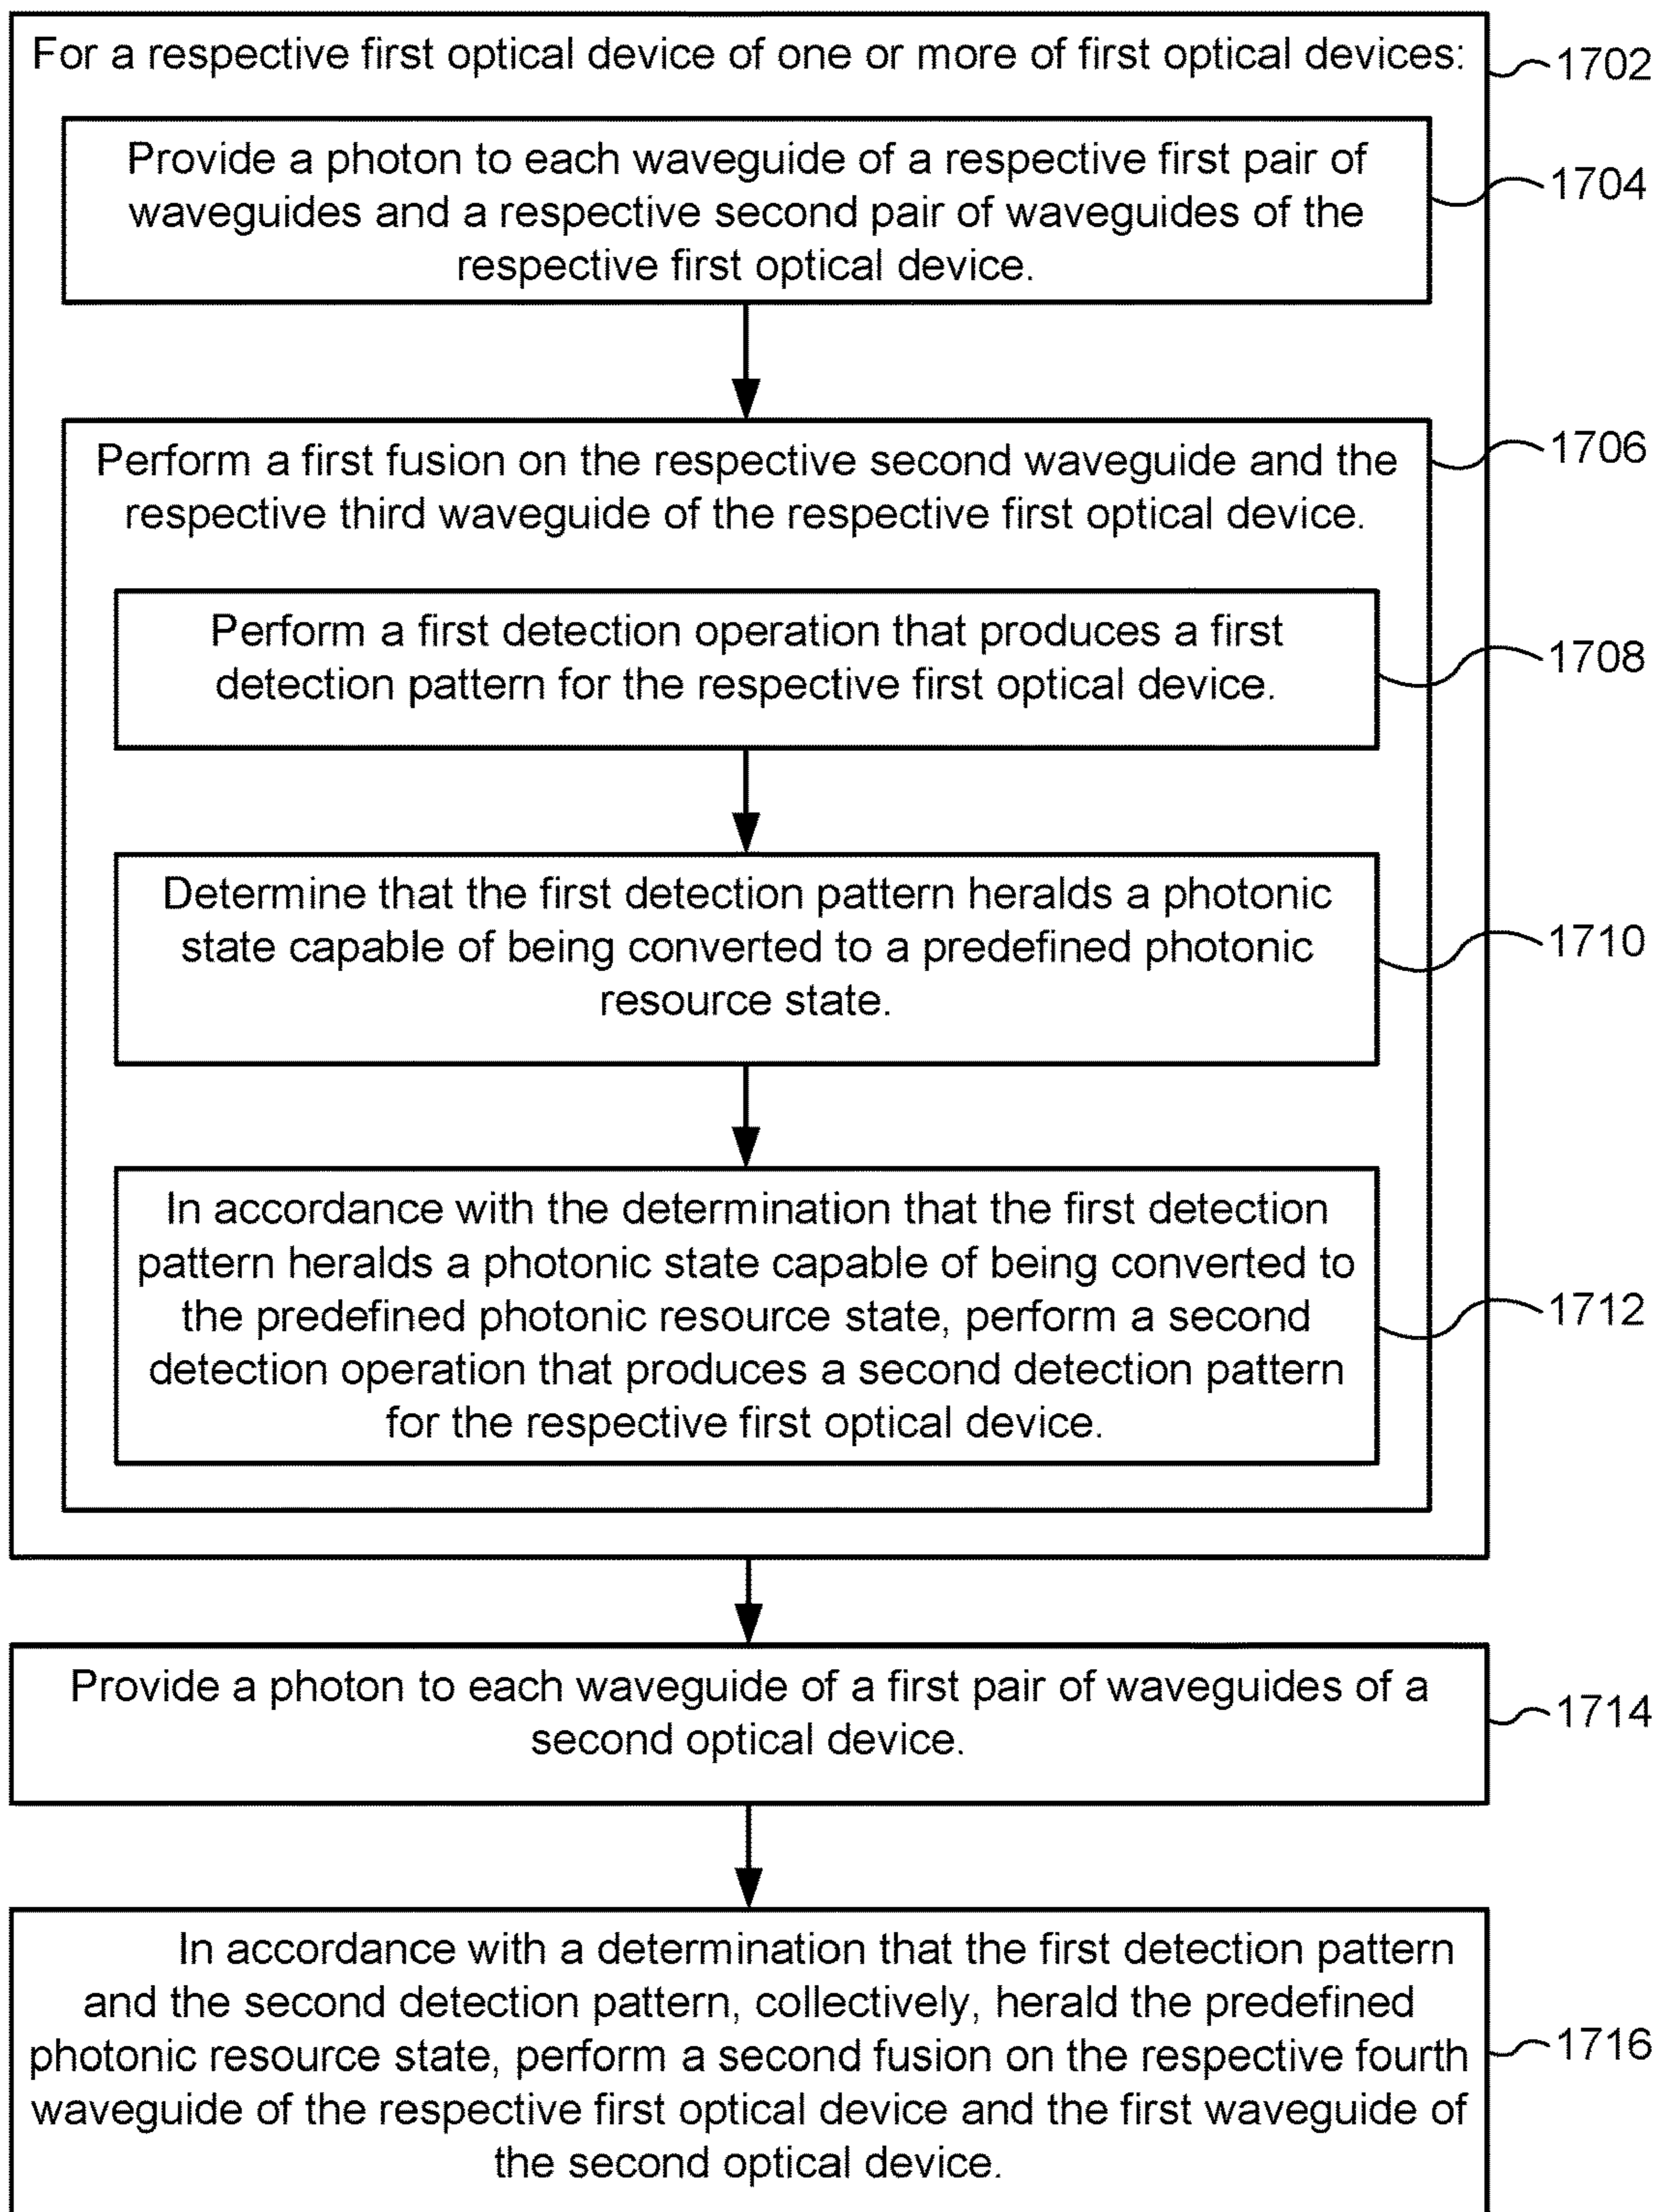 For a respective first optical device of one or more of first optical devices:
1702
Provide a photon to each waveguide of a respective first pair of
waveguides and a respective second pair of waveguides of the
respective first optical device.
1704
Perform a first fusion on the respective second waveguide and the
respective third waveguide of the respective first optical device.
1706
Perform a first detection operation that produces a first
detection pattern for the respective first optical device.
1708
Determine that the first detection pattern heralds a photonic
state capable of being converted to a predefined photonic
resource state.
1710
In accordance with the determination that the first detection
pattern heralds a photonic state capable of being converted to
the predefined photonic resource state, perform a second
detection operation that produces a second detection pattern
for the respective first optical device.
1712
Provide a photon to each waveguide of a first pair of waveguides of a
second optical device.
1714
In accordance with a determination that the first detection pattern
and the second detection pattern, collectively, herald the predefined
photonic resource state, perform a second fusion on the respective fourth
waveguide of the respective first optical device and the first waveguide of
the second optical device.
1716